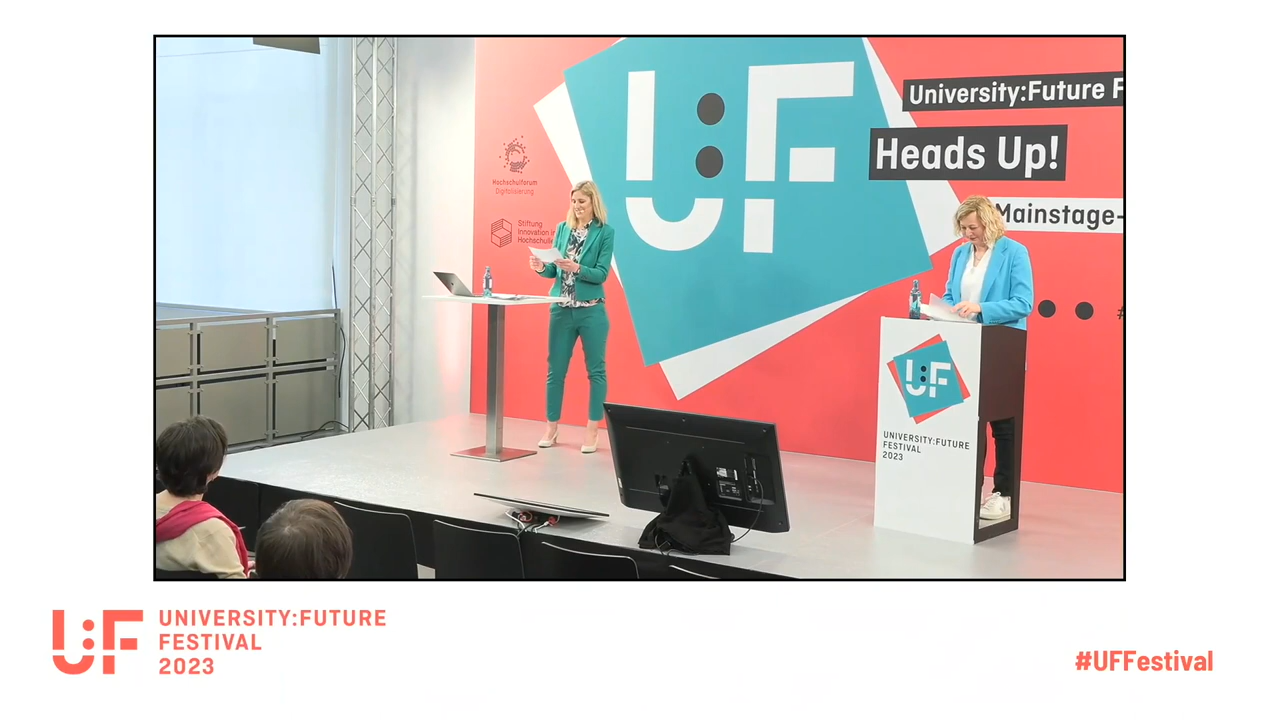 U:F
University:Future F
Heads Up!
Mainstage-
Hochschulforum
Digitalisierung
Stiftung
Innovation in
Hochschulle
U:F
UNIVERSITY:FUTURE
FESTIVAL
2023
U:F
UNIVERSITY:FUTURE
FESTIVAL
2023
#UFFestival